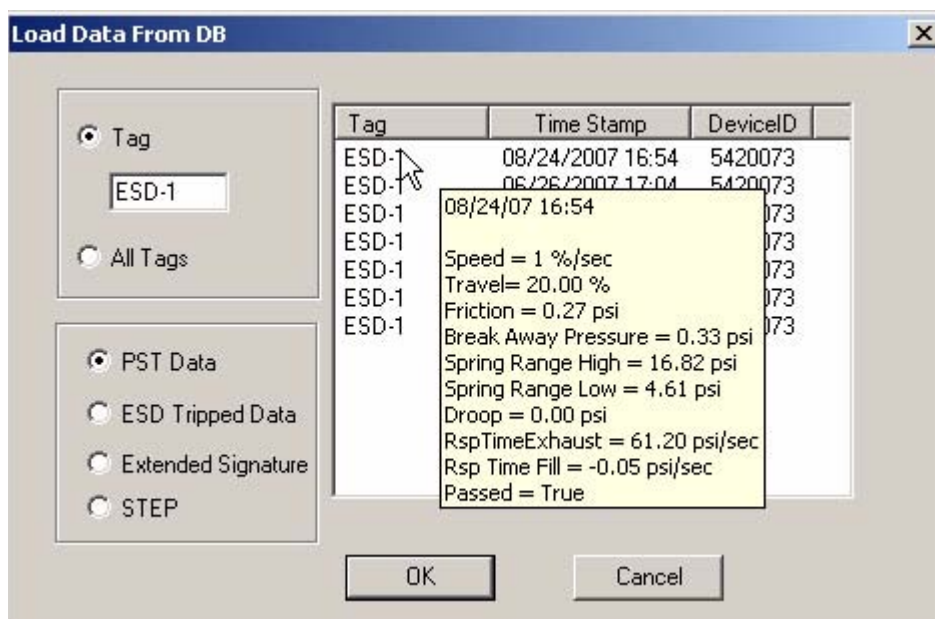 Load Data From DB
Tag
ESD-1
All Tags
PST Data
ESD Tripped Data
Extended Signature
STEP
Tag Time Stamp DeviceID
ESD- 08/24/2007 16:54 5420073
ESD- 06/26/2007 17:04 5420073
ESD-1 073
ESD-1 073
ESD-1 073
ESD-1 073
ESD-1 073
08/24/07 16:54
Speed = 1 %/sec
Travel= 20.00 %
Friction = 0.27 psi
Break Away Pressure = 0.33 psi
Spring Range High = 16.82 psi
Spring Range Low = 4.61 psi
Droop = 0.00 psi
RspTimeExhaust = 61.20 psi/sec
Rsp Time Fill = -0.05 psi/sec
Passed = True
OK Cancel